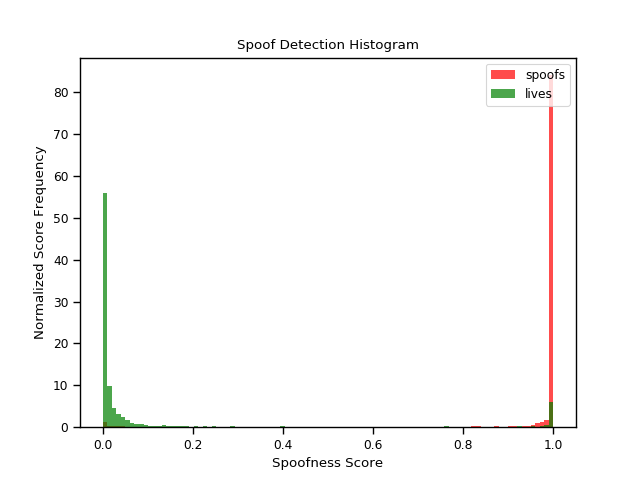 Spoof Detection Histogram
spoofs
lives
Normalized Score Frequency
80
70
60
50
40
30
20
10
0
0.0 0.2 0.4 0.6 0.8 1.0
Spoofness Score